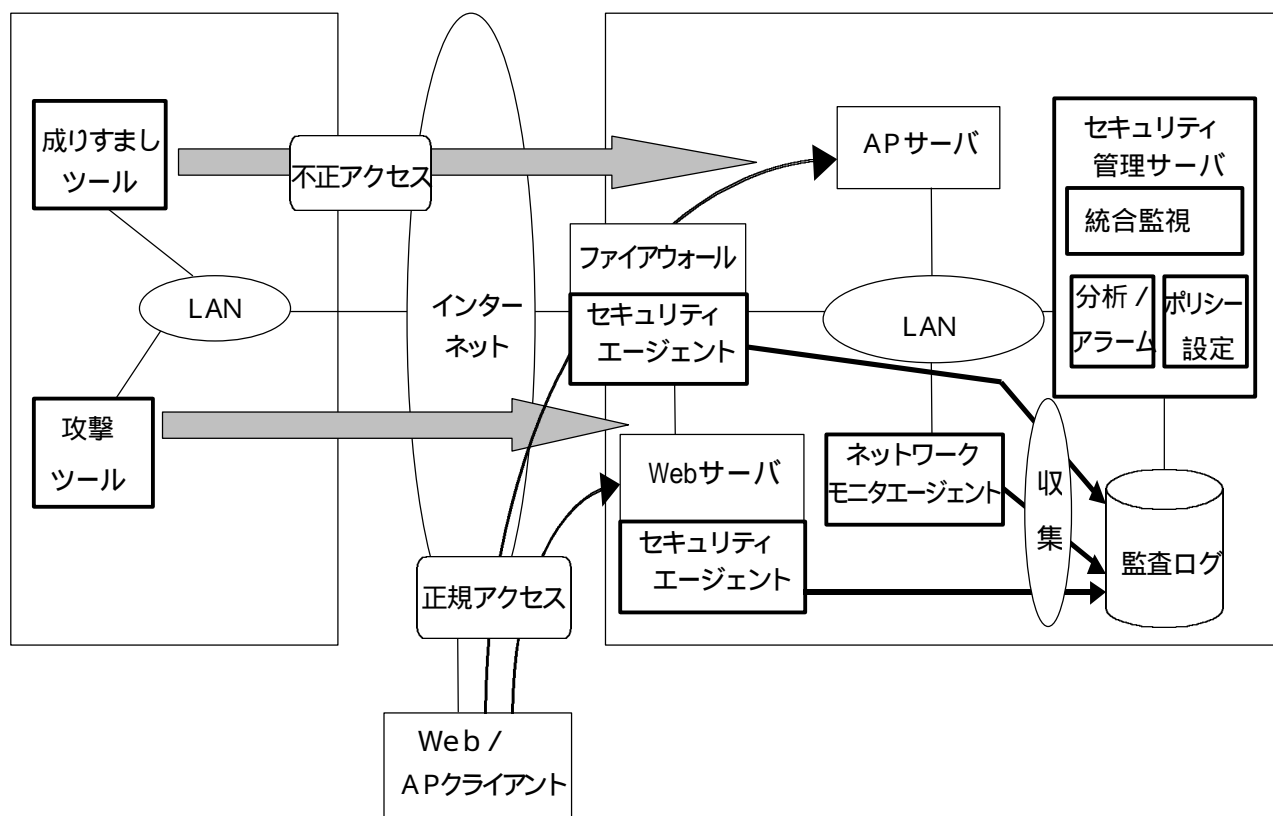 成りすまし
ツール
不正アクセス
LAN
攻撃
ツール
インター
ネット
正規アクセス
Web /
APクライアント
ファイアウォール
セキュリティ
エージェント
Webサーバ
セキュリティ
エージェント
APサーバ
LAN
ネットワーク
モニタエージェント
セキュリティ
管理サーバ
統合監視
分析 /
アラーム
ポリシー
設定
収
集
監査ログ